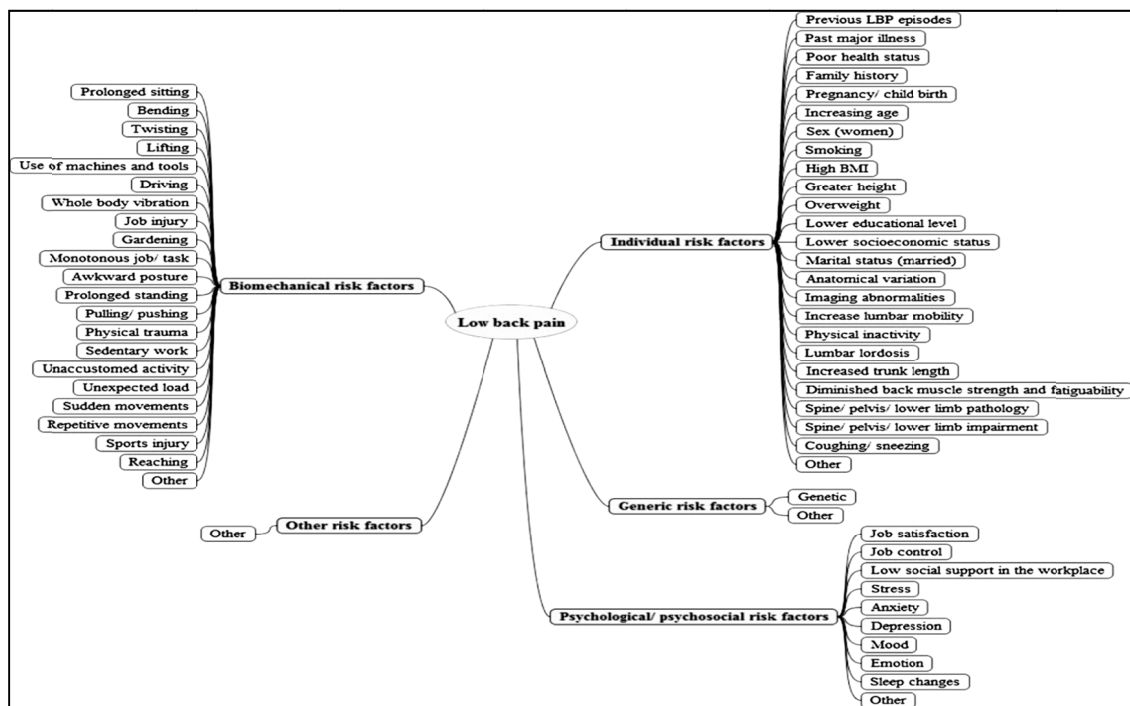 Low back pain
Biomechanical risk factors
Prolonged sitting
Bending
Twisting
Lifting
Use of machines and tools
Driving
Whole body vibration
Job injury
Gardening
Monotonous job/ task
Awkward posture
Prolonged standing
Pulling/ pushing
Physical trauma
Sedentary work
Unaccustomed activity
Unexpected load
Sudden movements
Repetitive movements
Sports injury
Reaching
Other
Other risk factors
Other
Individual risk factors
Previous LBP episodes
Past major illness
Poor health status
Family history
Pregnancy/ child birth
Increasing age
Sex (women)
Smoking
High BMI
Greater height
Overweight
Lower educational level
Lower socioeconomic status
Marital status (married)
Anatomical variation
Imaging abnormalities
Increase lumbar mobility
Physical inactivity
Lumbar lordosis
Increased trunk length
Diminished back muscle strength and fatiguability
Spine/ pelvis/ lower limb pathology
Spine/ pelvis/ lower limb impairment
Coughing/ sneezing
Other
Generic risk factors
Genetic
Other
Psychological/ psychosocial risk factors
Job satisfaction
Job control
Low social support in the workplace
Stress
Anxiety
Depression
Mood
Emotion
Sleep changes
Other